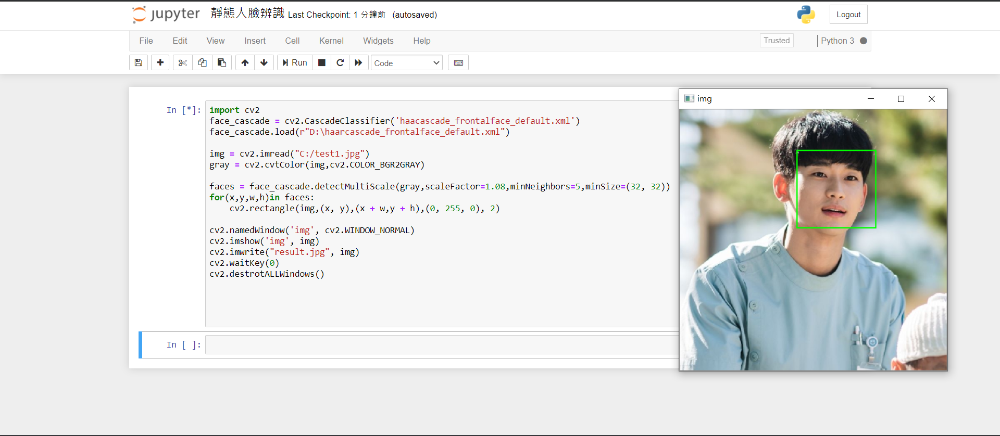 jupyter 靜態人臉辨識 Last Checkpoint: 1 分鐘前 (autosaved)
Logout
File Edit View Insert Cell Kernel Widgets Help
Trusted
Python 3
Run
Code
In [*]:
import cv2
face_cascade = cv2.CascadeClassifier('haacascade_frontalface_default.xml')
face_cascade.load(r"D:\haarcascade_frontalface_default.xml")
img = cv2.imread("C:/test1.jpg")
gray = cv2.cvtColor(img,cv2.COLOR_BGR2GRAY)
faces = face_cascade.detectMultiScale(gray,scaleFactor=1.08,minNeighbors=5,minSize=(32, 32))
for(x,y,w,h)in faces:
    cv2.rectangle(img,(x, y),(x + w,y + h),(0, 255, 0), 2)
cv2.namedWindow('img', cv2.WINDOW_NORMAL)
cv2.imshow('img', img)
cv2.imwrite("result.jpg", img)
cv2.waitKey(0)
cv2.destrotALLWindows()
In [ ]:
img